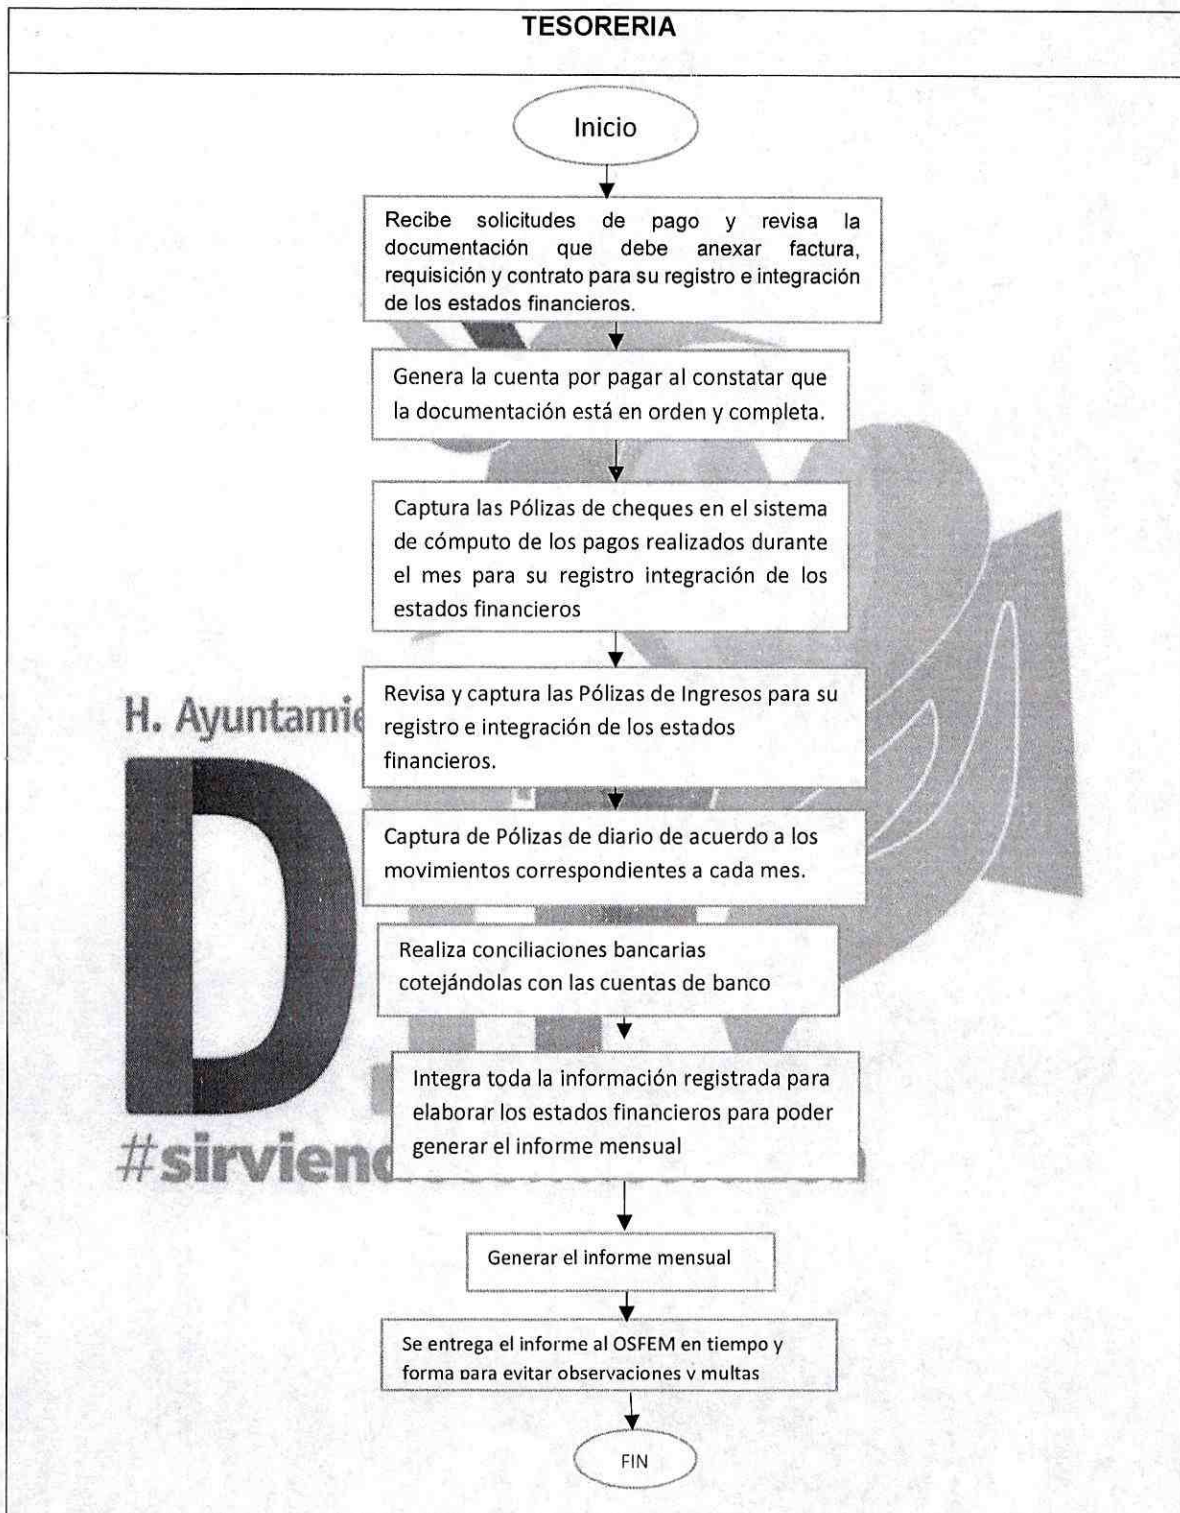 TESORERIA
Inicio
Recibe solicitudes de pago y revisa la
documentación que debe anexar factura,
requisición y contrato para su registro e integración
de los estados financieros.
Genera la cuenta por pagar al constatar que
la documentación está en orden y completa.
Captura las Pólizas de cheques en el sistema
de cómputo de los pagos realizados durante
el mes para su registro integración de los
estados financieros
Revisa y captura las Pólizas de Ingresos para su
registro e integración de los estados
financieros.
H. Ayuntamie
Captura de Pólizas de diario de acuerdo a los
movimientos correspondientes a cada mes.
D
Realiza conciliaciones bancarias
cotejándolas con las cuentas de banco
Integra toda la información registrada para
elaborar los estados financieros para poder
generar el informe mensual
#sirvien
Generar el informe mensual
Se entrega el informe al OSFEM en tiempo y
forma para evitar observaciones y multas
FIN